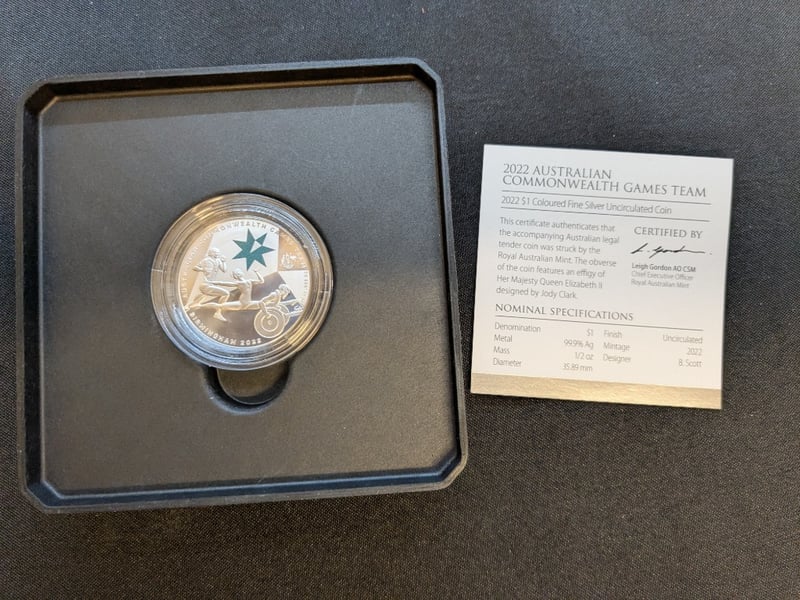 COMMONWEALTH GAMES
BIRMINGHAM 2022
2022 AUSTRALIAN
COMMONWEALTH GAMES TEAM
2022 $1 Coloured Fine Silver Uncirculated Coin
This certificate authenticates that
the accompanying Australian legal
tender coin was struck by the
Royal Australian Mint. The obverse
of the coin features an effigy of
Her Majesty Queen Elizabeth II
designed by Jody Clark.
CERTIFIED BY
Leigh Gordon AO CSM
Chief Executive Officer
Royal Australian Mint
NOMINAL SPECIFICATIONS
Denomination $1 Finish Uncirculated
Metal 99.9% Ag Mintage 2022
Mass 1/2 oz Designer B. Scott
Diameter 35.89 mm